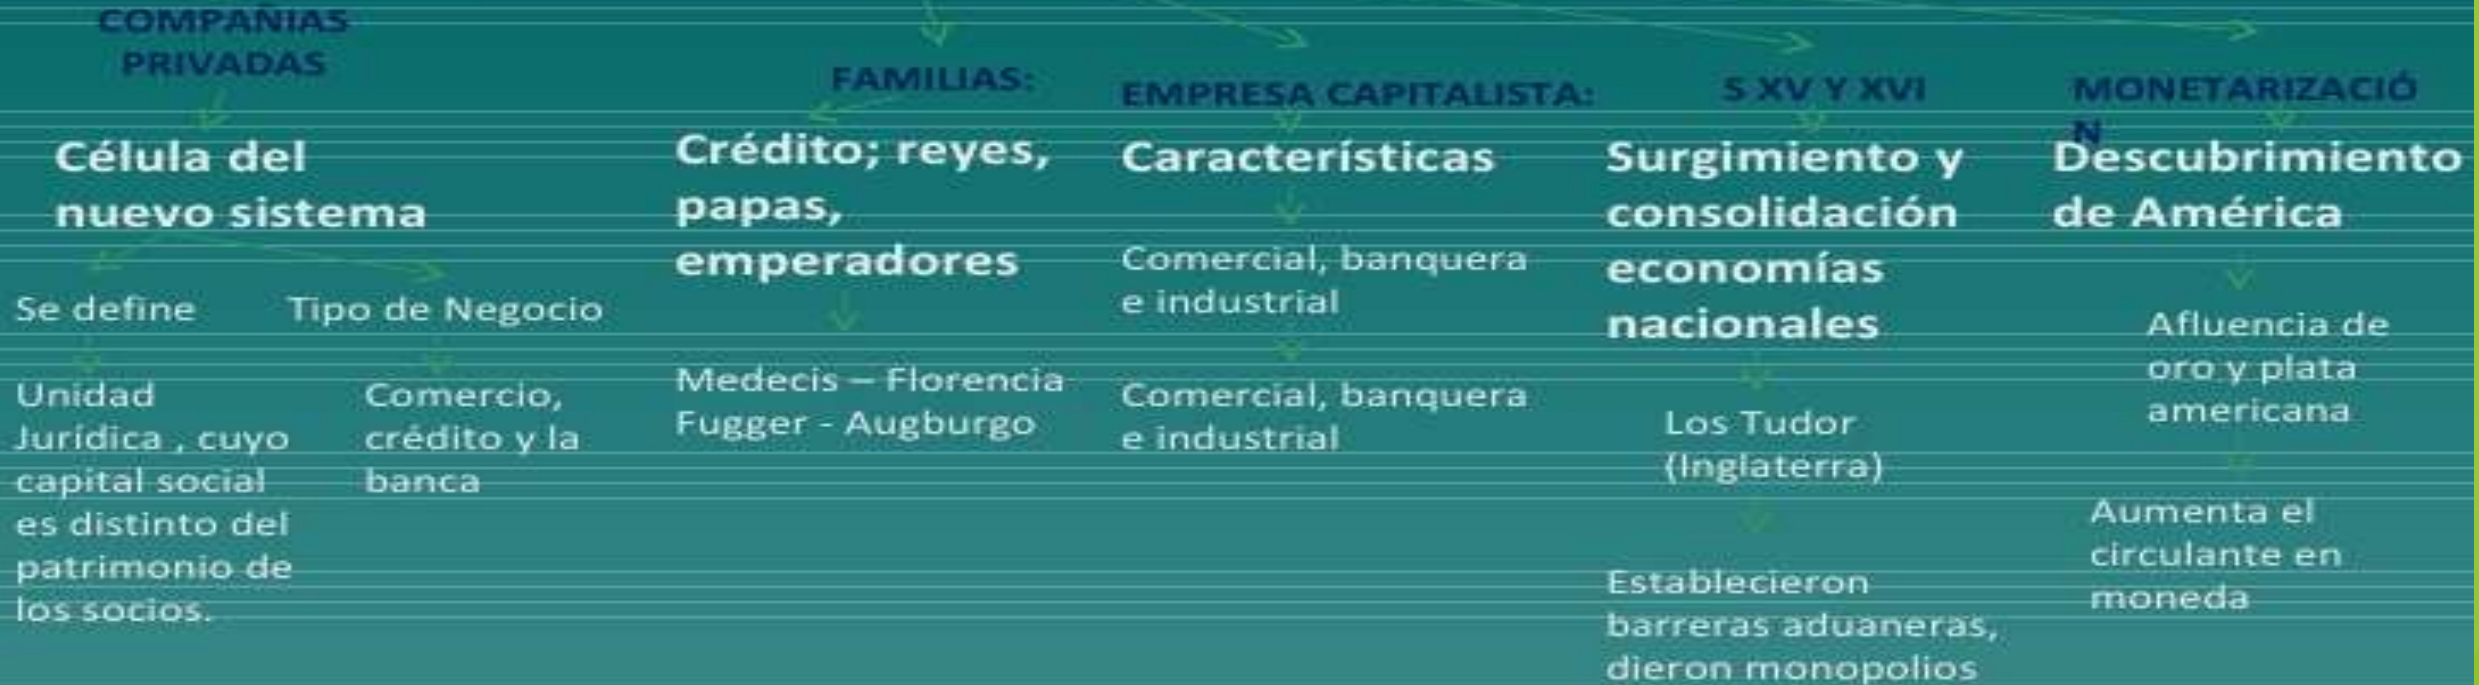 COMPAÑIAS
PRIVADAS
Célula del
nuevo sistema
Se define
Unidad
Jurídica , cuyo
capital social
es distinto del
patrimonio de
los socios.
Tipo de Negocio
Comercio,
crédito y la
banca
FAMILIAS:
Crédito; reyes,
papas,
emperadores
Medecis – Florencia
Fugger - Augburgo
EMPRESA CAPITALISTA:
Características
Comercial, banquera
e industrial
Comercial, banquera
e industrial
S XV Y XVI
Surgimiento y
consolidación
economías
nacionales
Los Tudor
(Inglaterra)
Establecieron
barreras aduaneras,
dieron monopolios
MONETARIZACIÓ
N
Descubrimiento
de América
Afluencia de
oro y plata
americana
Aumenta el
circulante en
moneda